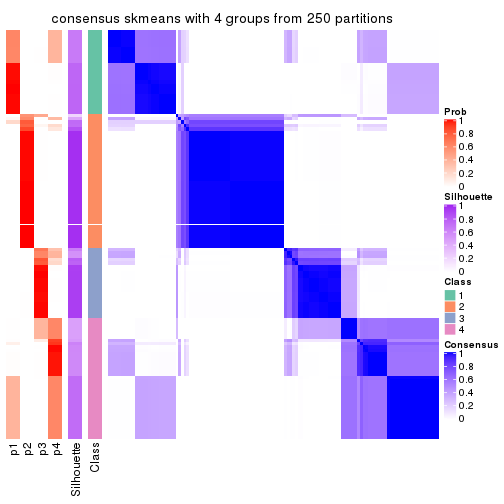 consensus skmeans with 4 groups from 250 partitions
Prob
1
0.8
0.6
0.4
0.2
0
Silhouette
1
0.8
0.6
0.4
0.2
0
Class
1
2
3
4
Consensus
1
0.8
0.6
0.4
0.2
0
p1
p2
p3
p4
Silhouette
Class